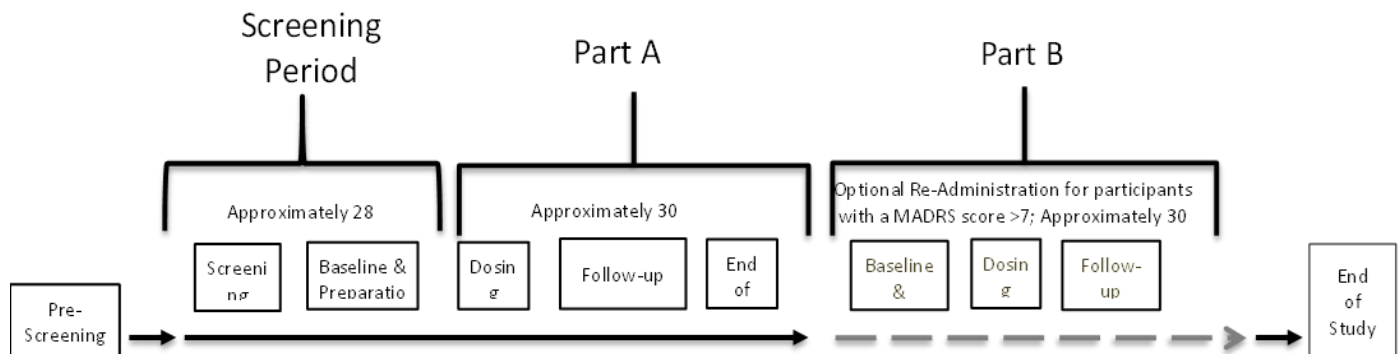 Screening
Period
Part A
Part B
Approximately 28
Approximately 30
Optional Re-Administration for participants
with a MADRS score >7; Approximately 30
Screeni
ng
Baseline &
Preparatio
Dosin
g
Follow-up
End
of
Baseline
&
Dosin
g
Follow-
up
Pre-
Screening
End
of
Study